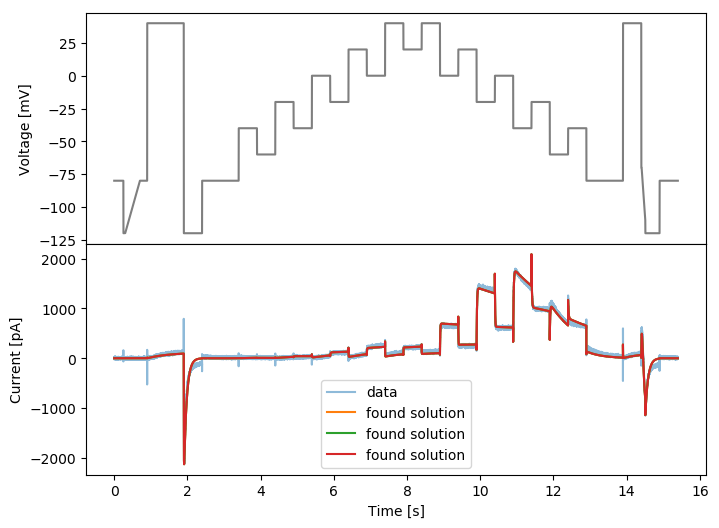 Voltage [mV]
25
0
−25
−50
−75
−100
−125
Current [pA]
2000
1000
0
−1000
−2000
data
found solution
found solution
found solution
0 2 4 6 8 10 12 14 16
Time [s]